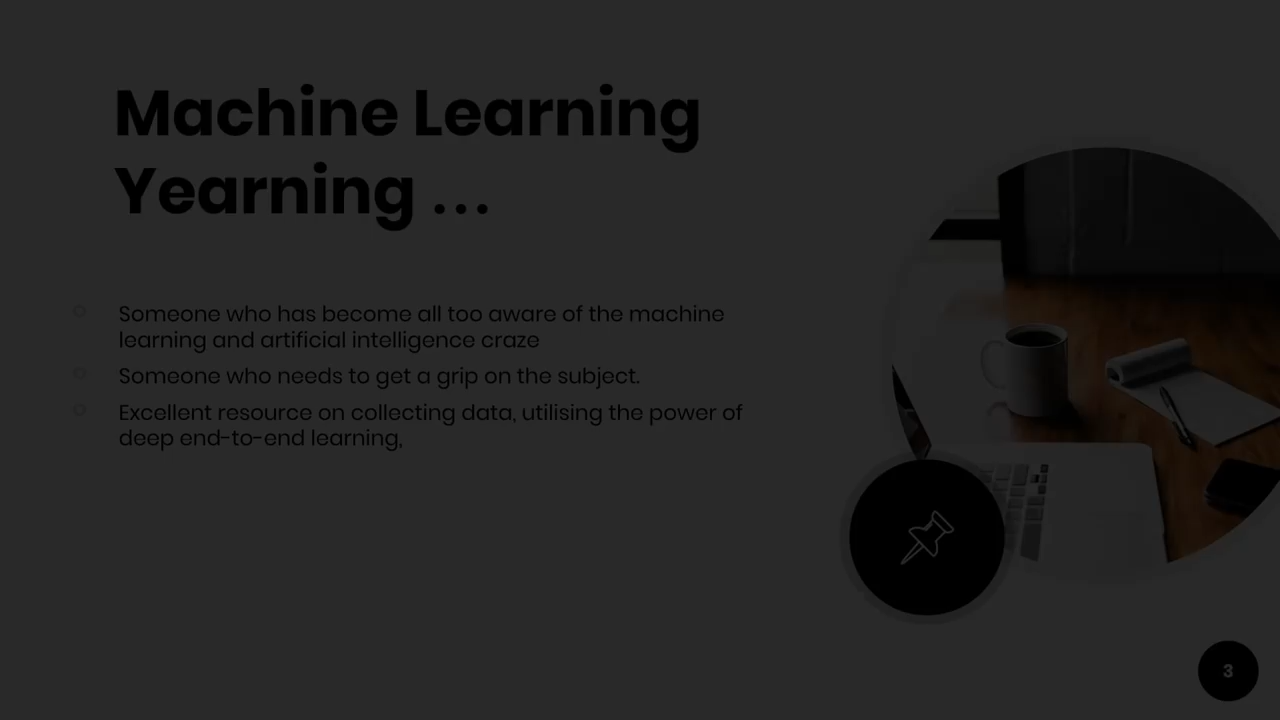 Machine Learning
Yearning ...
Someone who has become all too aware of the machine
learning and artificial intelligence craze
Someone who needs to get a grip on the subject.
Excellent resource on collecting data, utilising the power of
deep end-to-end learning,
3